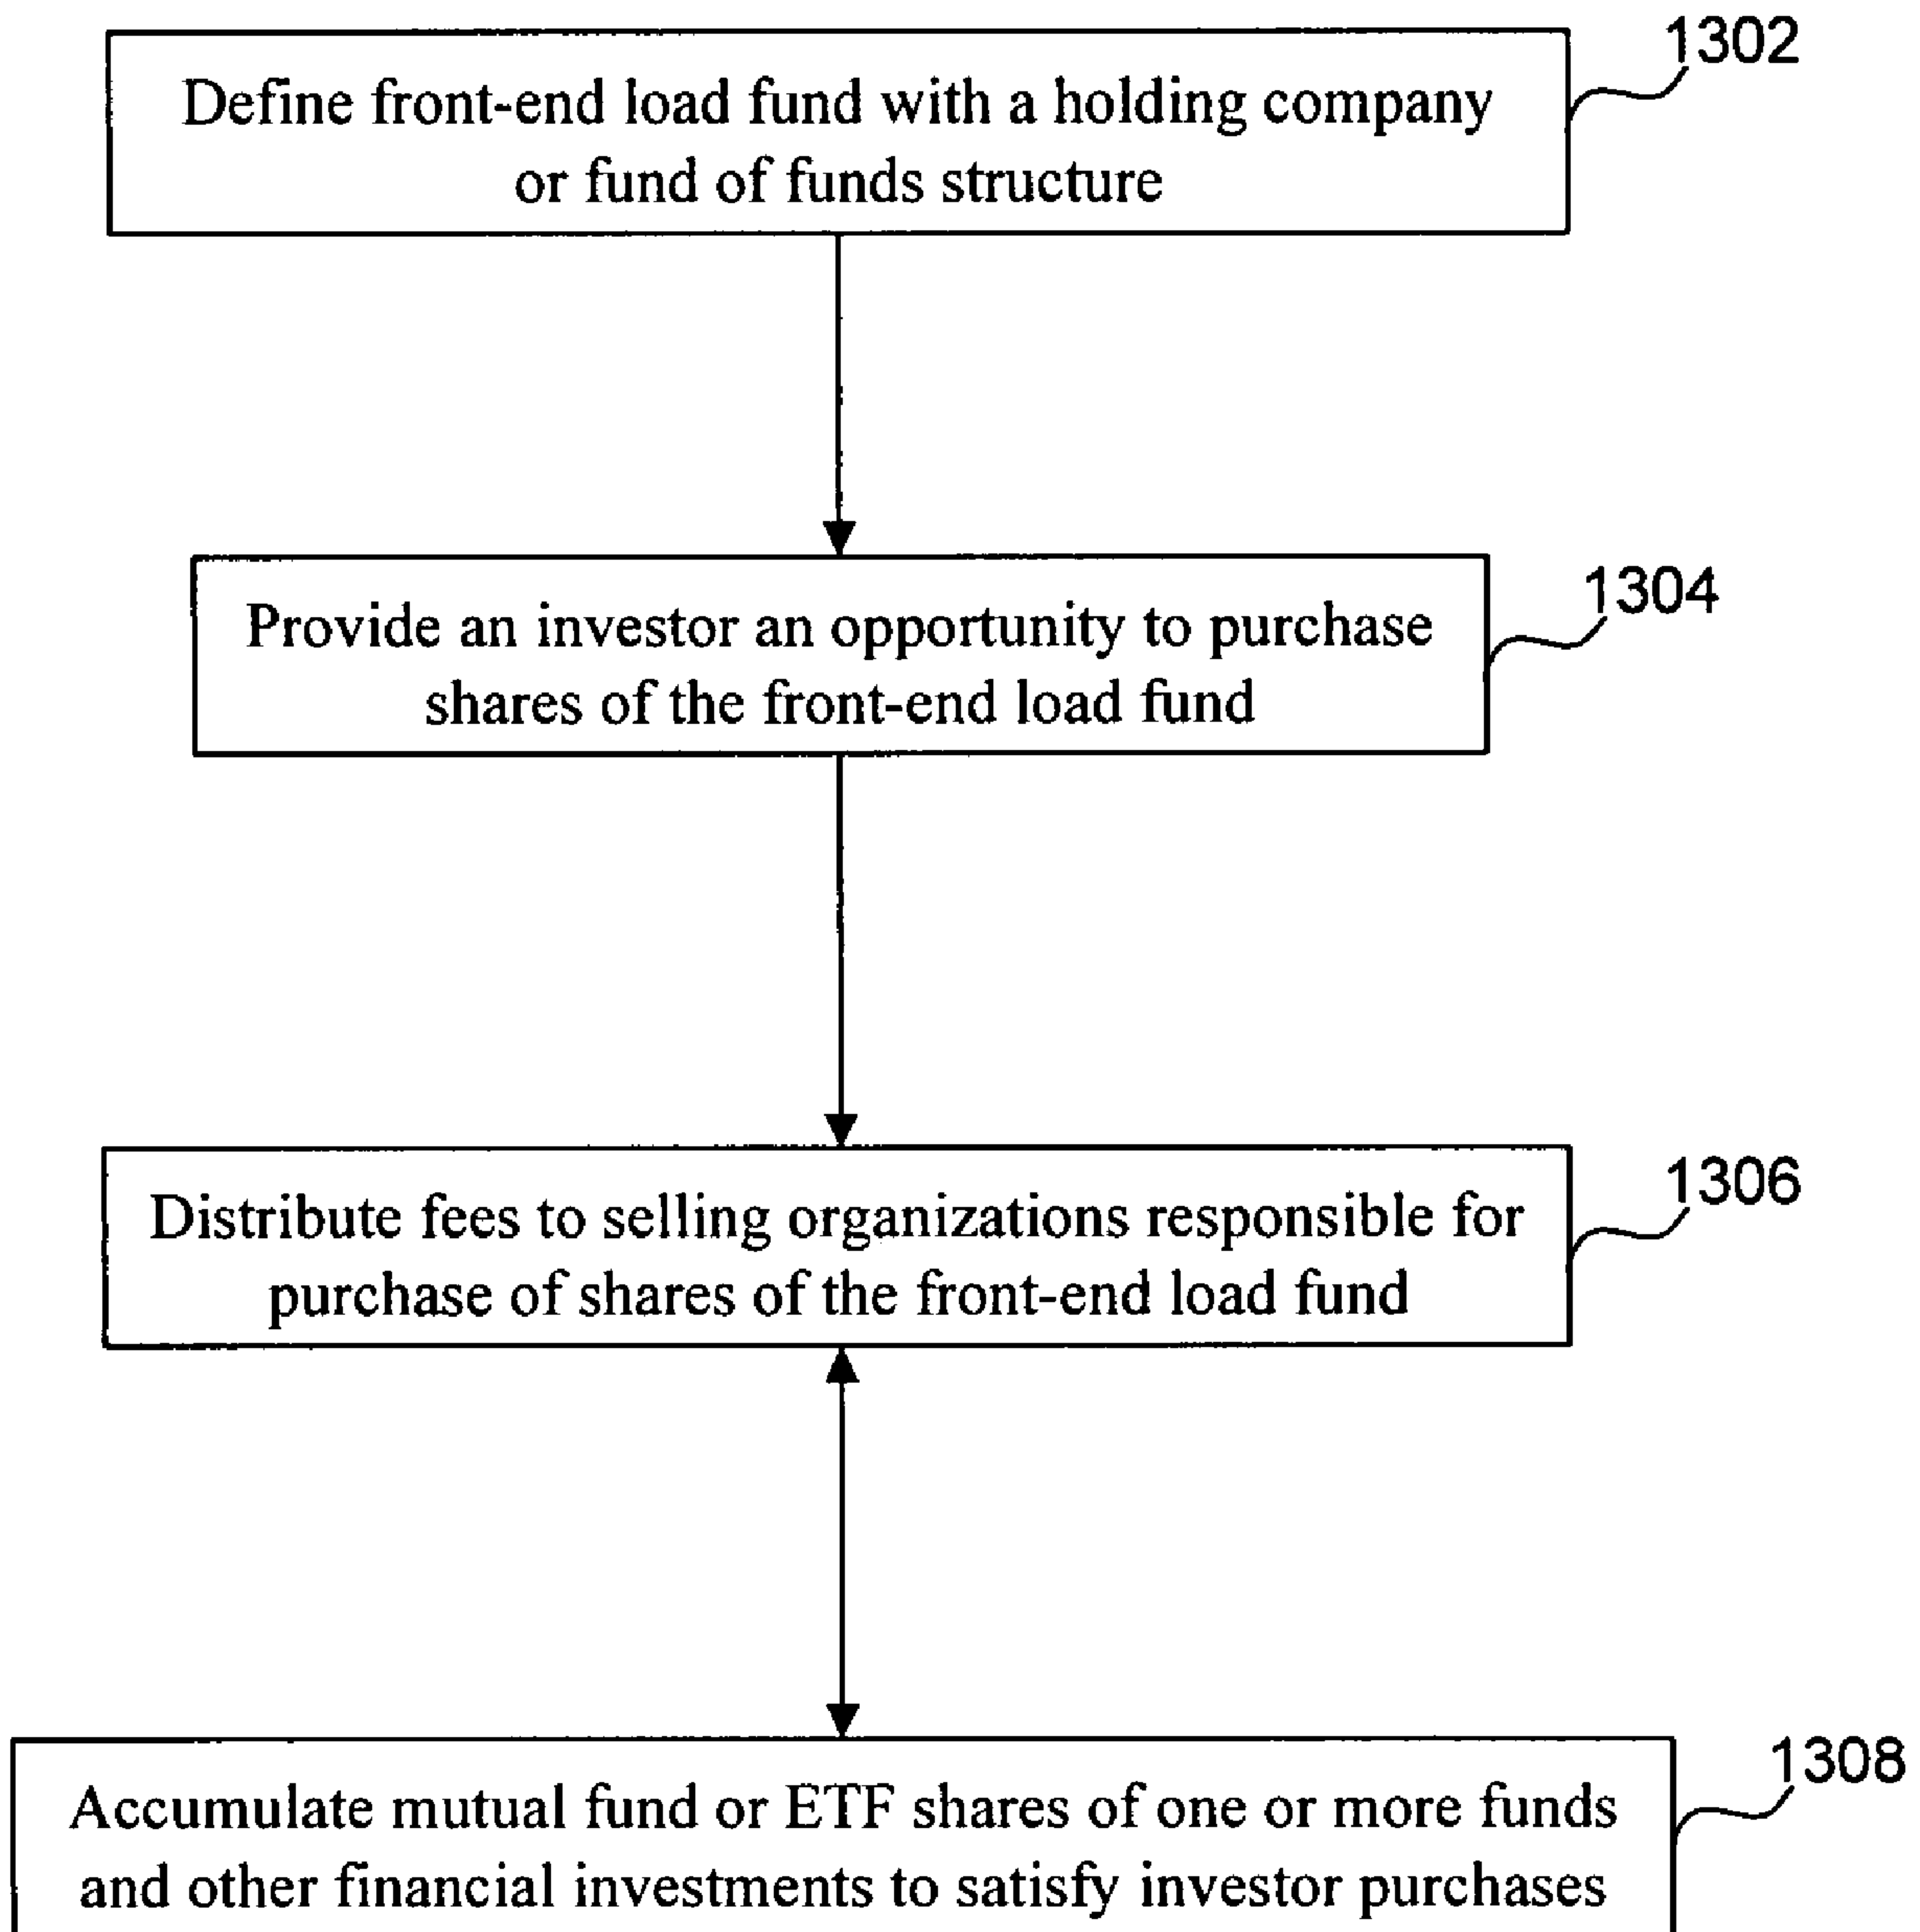 1302
Define front-end load fund with a holding company
or fund of funds structure
1304
Provide an investor an opportunity to purchase
shares of the front-end load fund
1306
Distribute fees to selling organizations responsible for
purchase of shares of the front-end load fund
1308
Accumulate mutual fund or ETF shares of one or more funds
and other financial investments to satisfy investor purchases